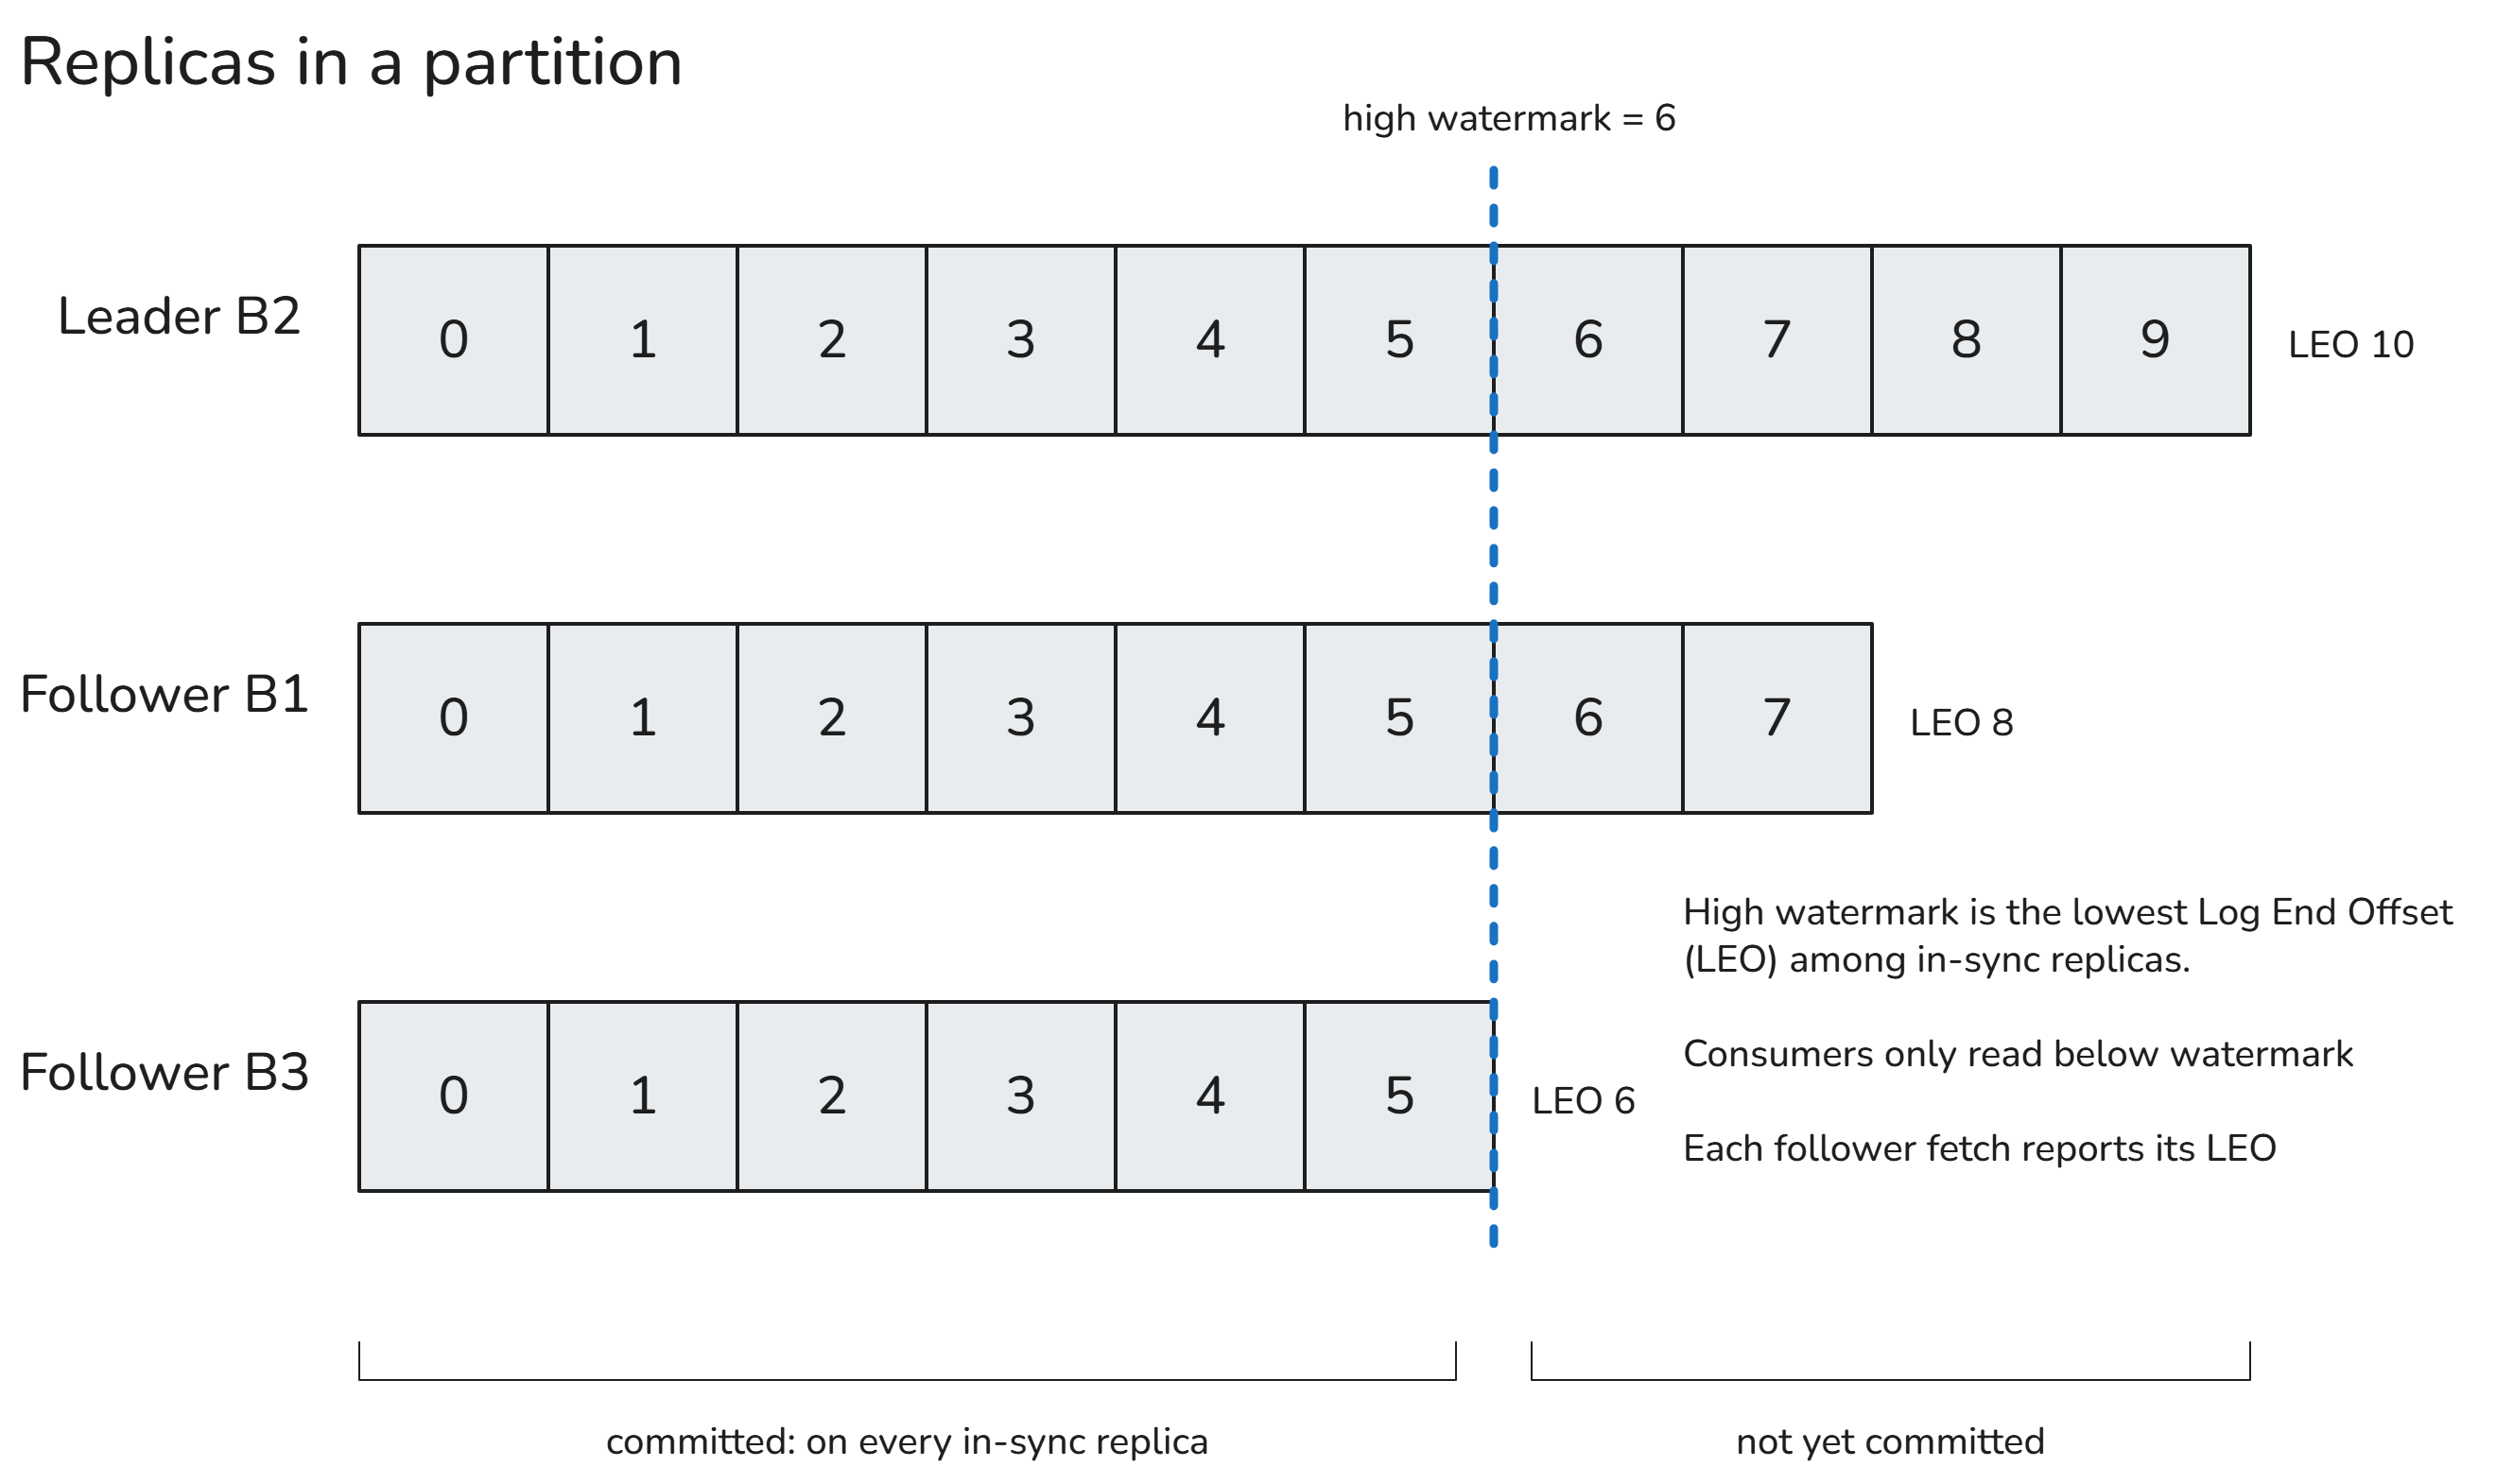 Replicas in a partition
high watermark = 6
Leader B2
0 1 2 3 4 5 6 7 8 9
LEO 10
Follower B1
0 1 2 3 4 5 6 7
LEO 8
High watermark is the lowest Log End Offset
(LEO) among in-sync replicas.
Consumers only read below watermark
Follower B3
0 1 2 3 4 5
LEO 6
Each follower fetch reports its LEO
committed: on every in-sync replica
not yet committed